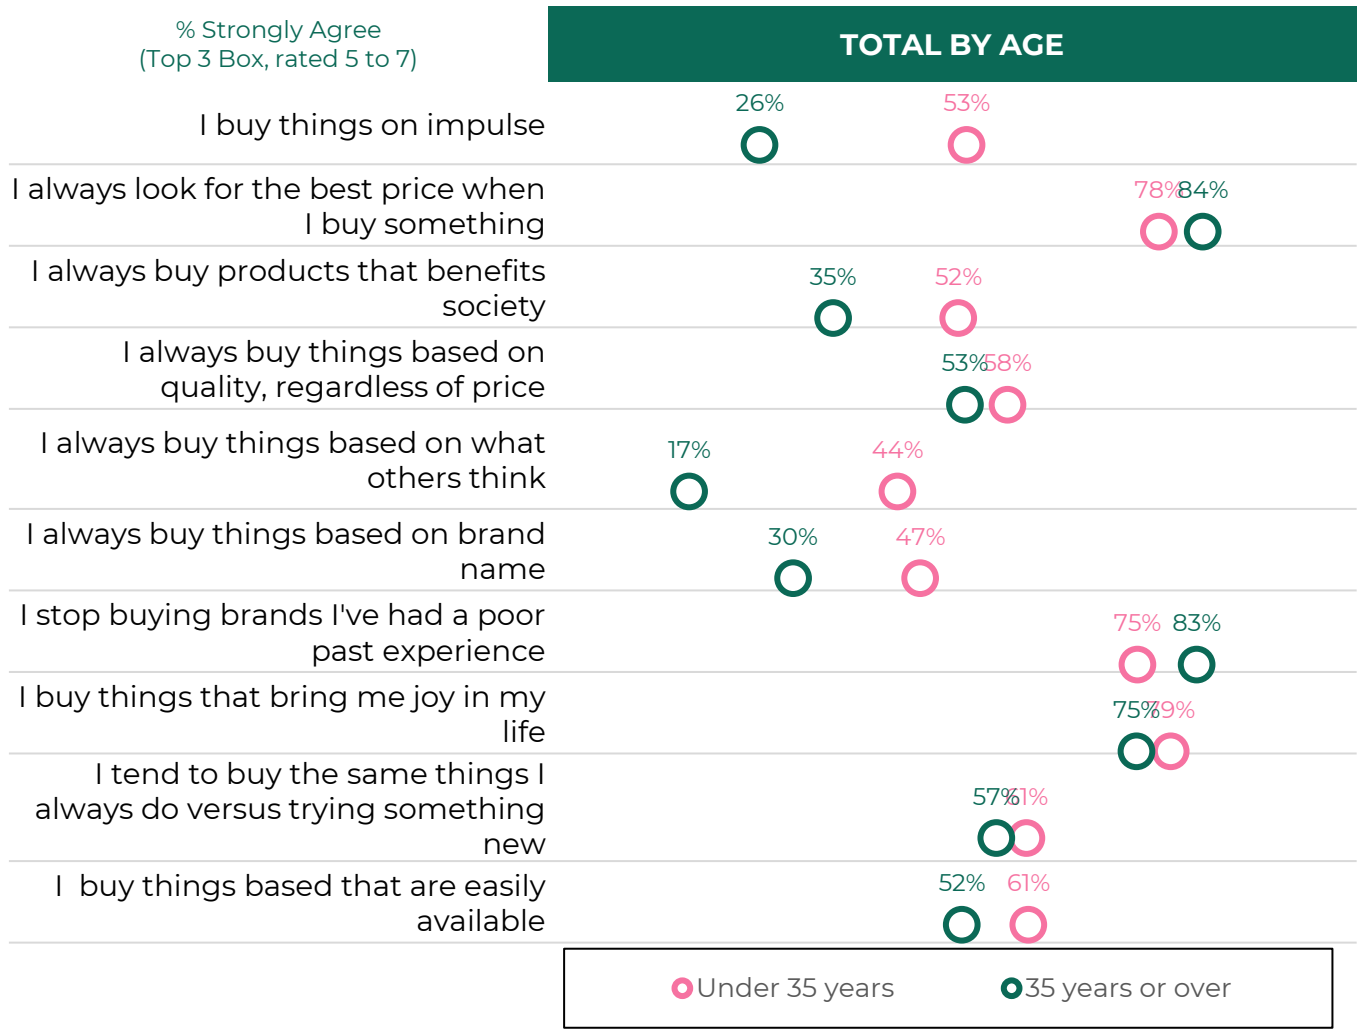 % Strongly Agree
(Top 3 Box, rated 5 to 7)
TOTAL BY AGE
I buy things on impulse
26% 53%
I always look for the best price when
I buy something
78% 84%
I always buy products that benefits
society
35% 52%
I always buy things based on
quality, regardless of price
53% 58%
I always buy things based on what
others think
17% 44%
I always buy things based on brand
name
30% 47%
I stop buying brands I've had a poor
past experience
75% 83%
I buy things that bring me joy in my
life
75% 79%
I tend to buy the same things I
always do versus trying something
new
57% 61%
I  buy things based that are easily
available
52% 61%
Under 35 years
35 years or over